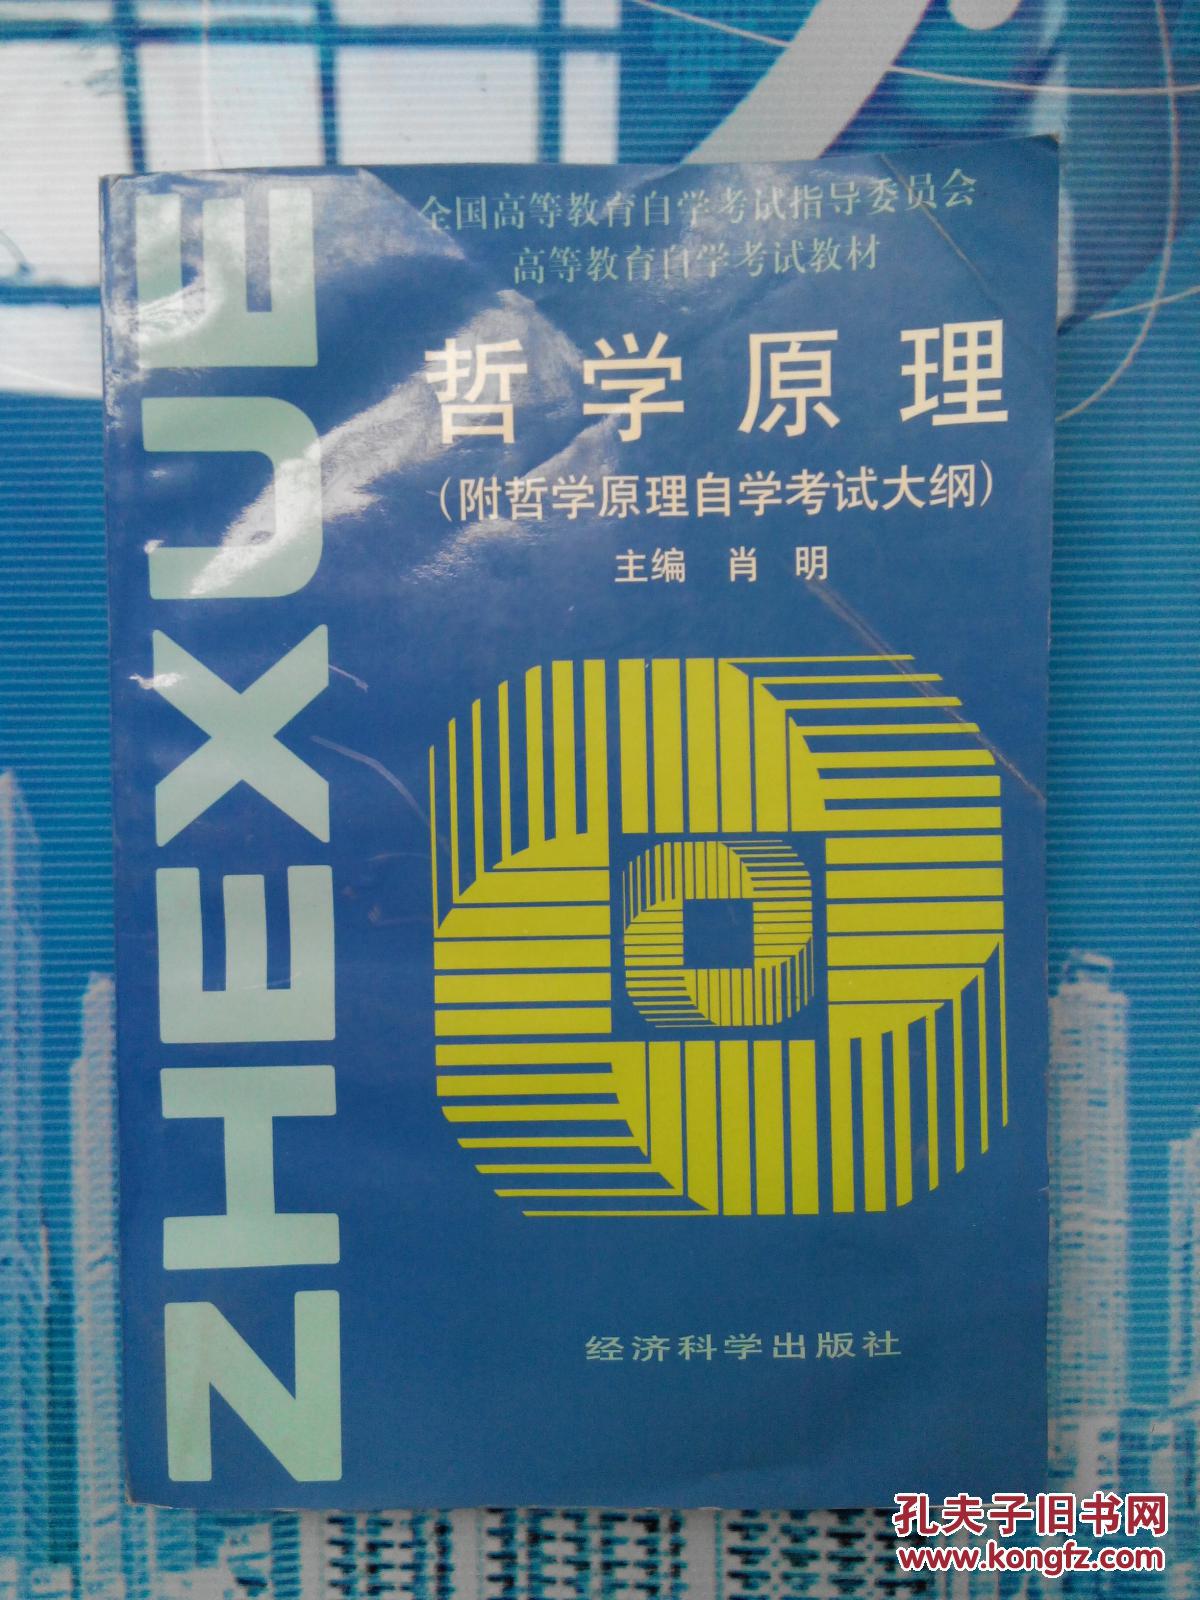 全国高等教育自学考试指导委员会
高等教育自学考试教材
哲学原理
(附哲学原理自学考试大纲)
主编 肖 明
ZHEXUE
经济科学出版社
孔夫子旧书网
www.kongfz.com